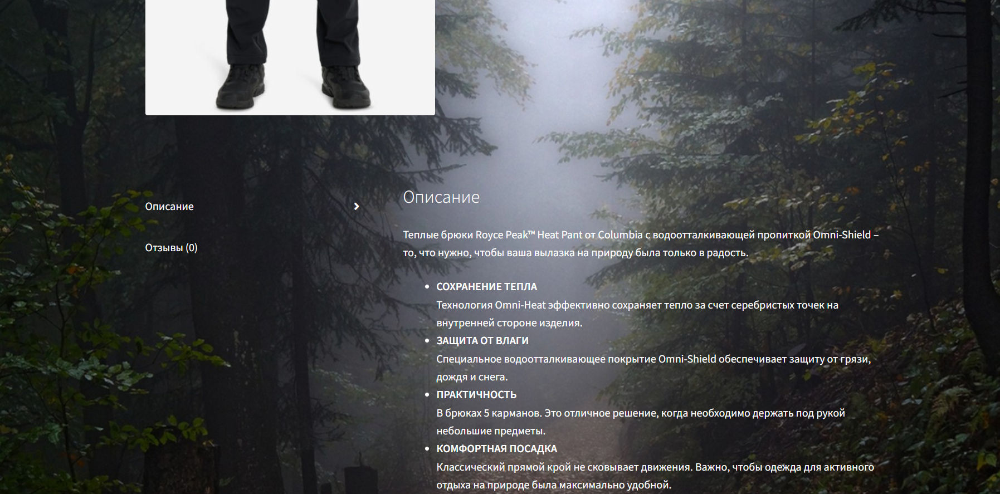 Описание
Отзывы (0)
Описание
Теплые брюки Royce Peak™ Heat Pant от Columbia с водоотталкивающей пропиткой Omni-Shield –
то, что нужно, чтобы ваша вылазка на природу была только в радость.
• СОХРАНЕНИЕ ТЕПЛА
Технология Omni-Heat эффективно сохраняет тепло за счет серебристых точек на
внутренней стороне изделия.
• ЗАЩИТА ОТ ВЛАГИ
Специальное водоотталкивающее покрытие Omni-Shield обеспечивает защиту от грязи,
дождя и снега.
• ПРАКТИЧНОСТЬ
В брюках 5 карманов. Это отличное решение, когда необходимо держать под рукой
небольшие предметы.
• КОМФОРТНАЯ ПОСАДКА
Классический прямой крой не сковывает движения. Важно, чтобы одежда для активного
отдыха на природе была максимально удобной.